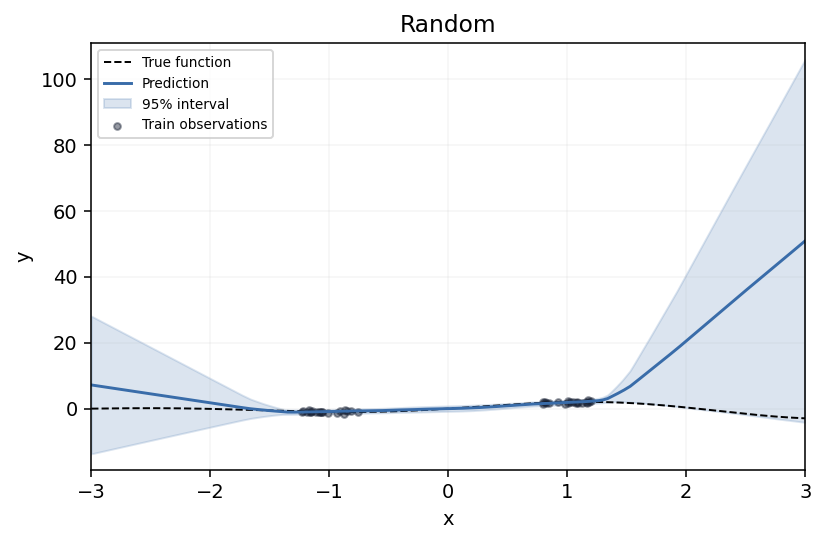 Random
True function
Prediction
95% interval
Train observations
100
80
60
40
20
0
y
−3
−2
−1
0
1
2
3
x